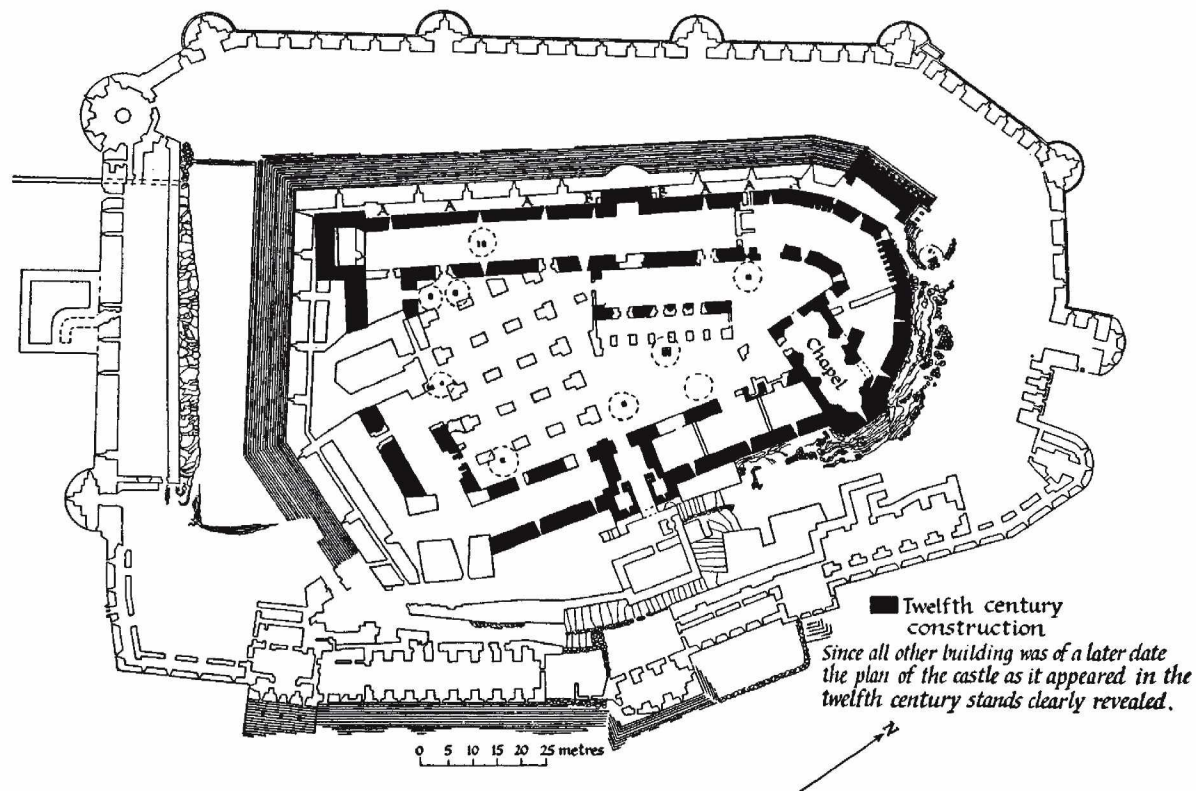 A
A
A
E
E
A
A
A
Chapel
Twelfth century
construction
Since all other building was of a later date
the plan of the castle as it appeared in the
twelfth century stands clearly revealed.
N
0 5 10 15 20 25 metres